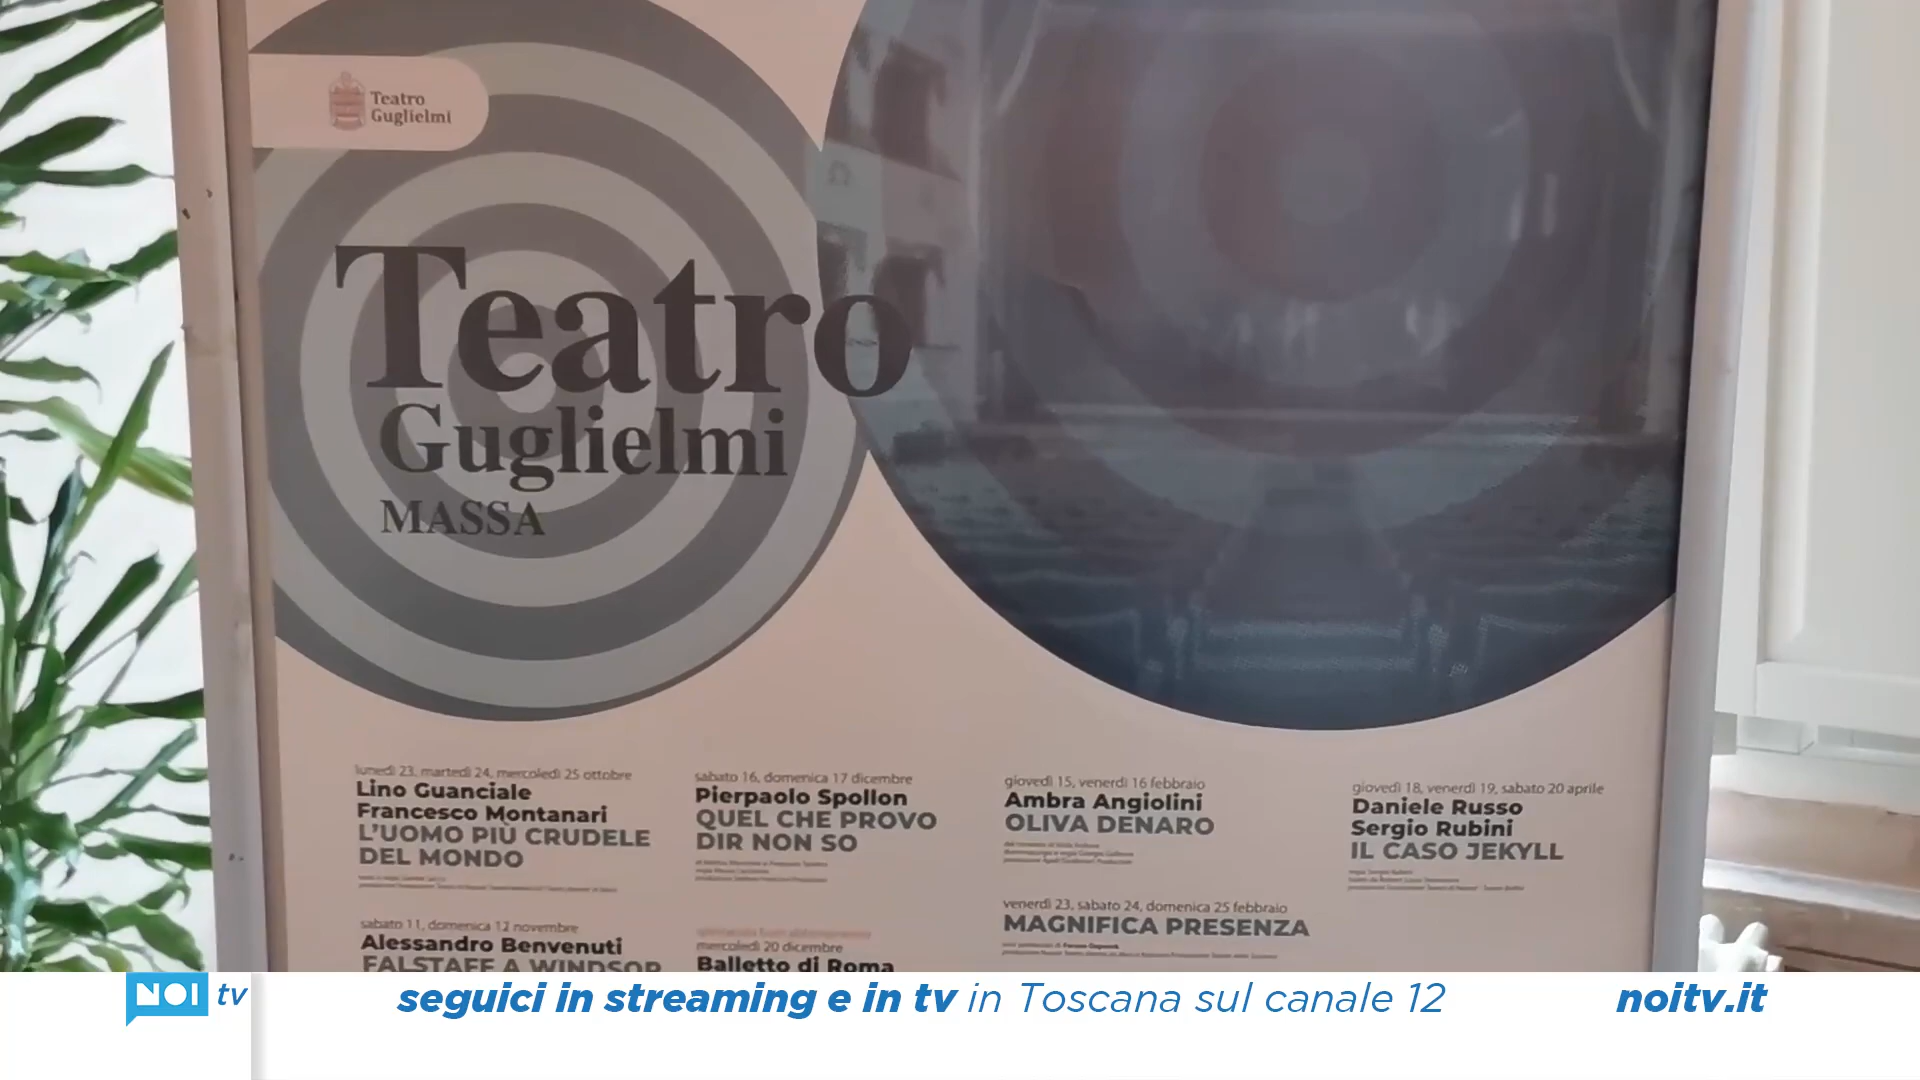 Teatro
Guglielmi
Teatro
Guglielmi
MASSA
lunedì 23, martedì 24, mercoledì 25 ottobre
Lino Guanciale
Francesco Montanari
L'UOMO PIÙ CRUDELE
DEL MONDO
sabato 11, domenica 12 novembre
Alessandro Benvenuti
FALSTAFF A WINDSOR
sabato 16, domenica 17 dicembre
Pierpaolo Spollon
QUEL CHE PROVO
DIR NON SO
mercoledì 20 dicembre
Balletto di Roma
giovedì 15, venerdì 16 febbraio
Ambra Angiolini
OLIVA DENARO
venerdì 23, sabato 24, domenica 25 febbraio
MAGNIFICA PRESENZA
giovedì 18, venerdì 19, sabato 20 aprile
Daniele Russo
Sergio Rubini
IL CASO JEKYLL
NOI tv
seguici in streaming e in tv in Toscana sul canale 12
noitv.it